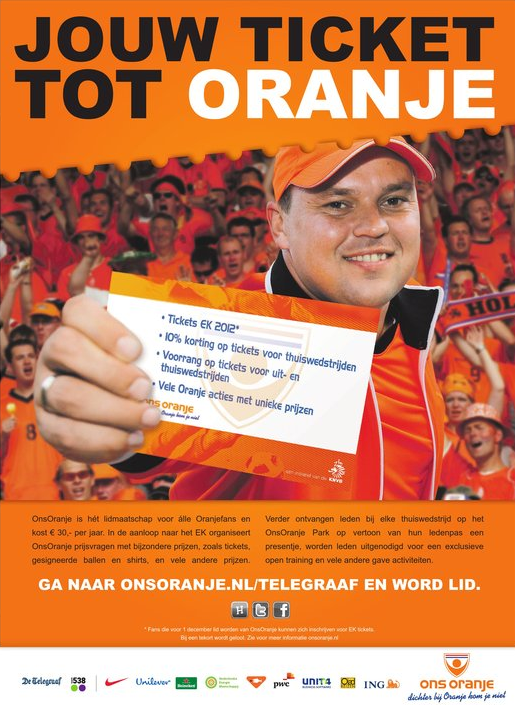 JOUW TICKET
TOT ORANJE
HOL
• Tickets EK 2012*
• 10% korting op tickets voor thuiswedstrijden
• Voorrang op tickets voor uit- en
thuiswedstrijden
• Vele Oranje acties met unieke prijzen
ons oranje
Oranje kom je niet
KNVB
8
OnsOranje is hét lidmaatschap voor álle Oranjefans en
kost € 30,- per jaar. In de aanloop naar het EK organiseert
OnsOranje prijsvragen met bijzondere prijzen, zoals tickets,
gesigneerde ballen en shirts, en vele andere prijzen.
Verder ontvangen leden bij elke thuiswedstrijd op het
OnsOranje Park op vertoon van hun ledenpas een
presentje, worden leden uitgenodigd voor een exclusieve
open training en vele andere gave activiteiten.
GA NAAR ONSORANJE.NL/TELEGRAAF EN WORD LID.
* Fans die voor 1 december lid worden van OnsOranje kunnen zich inschrijven voor EK tickets.
Bij een tekort wordt geloot. Zie voor meer informatie onsoranje.nl
De Telegraaf
538
Unilever
Heineken
pwc
UNIT4
ING
ons oranje
dichter bij Oranje kom je niet